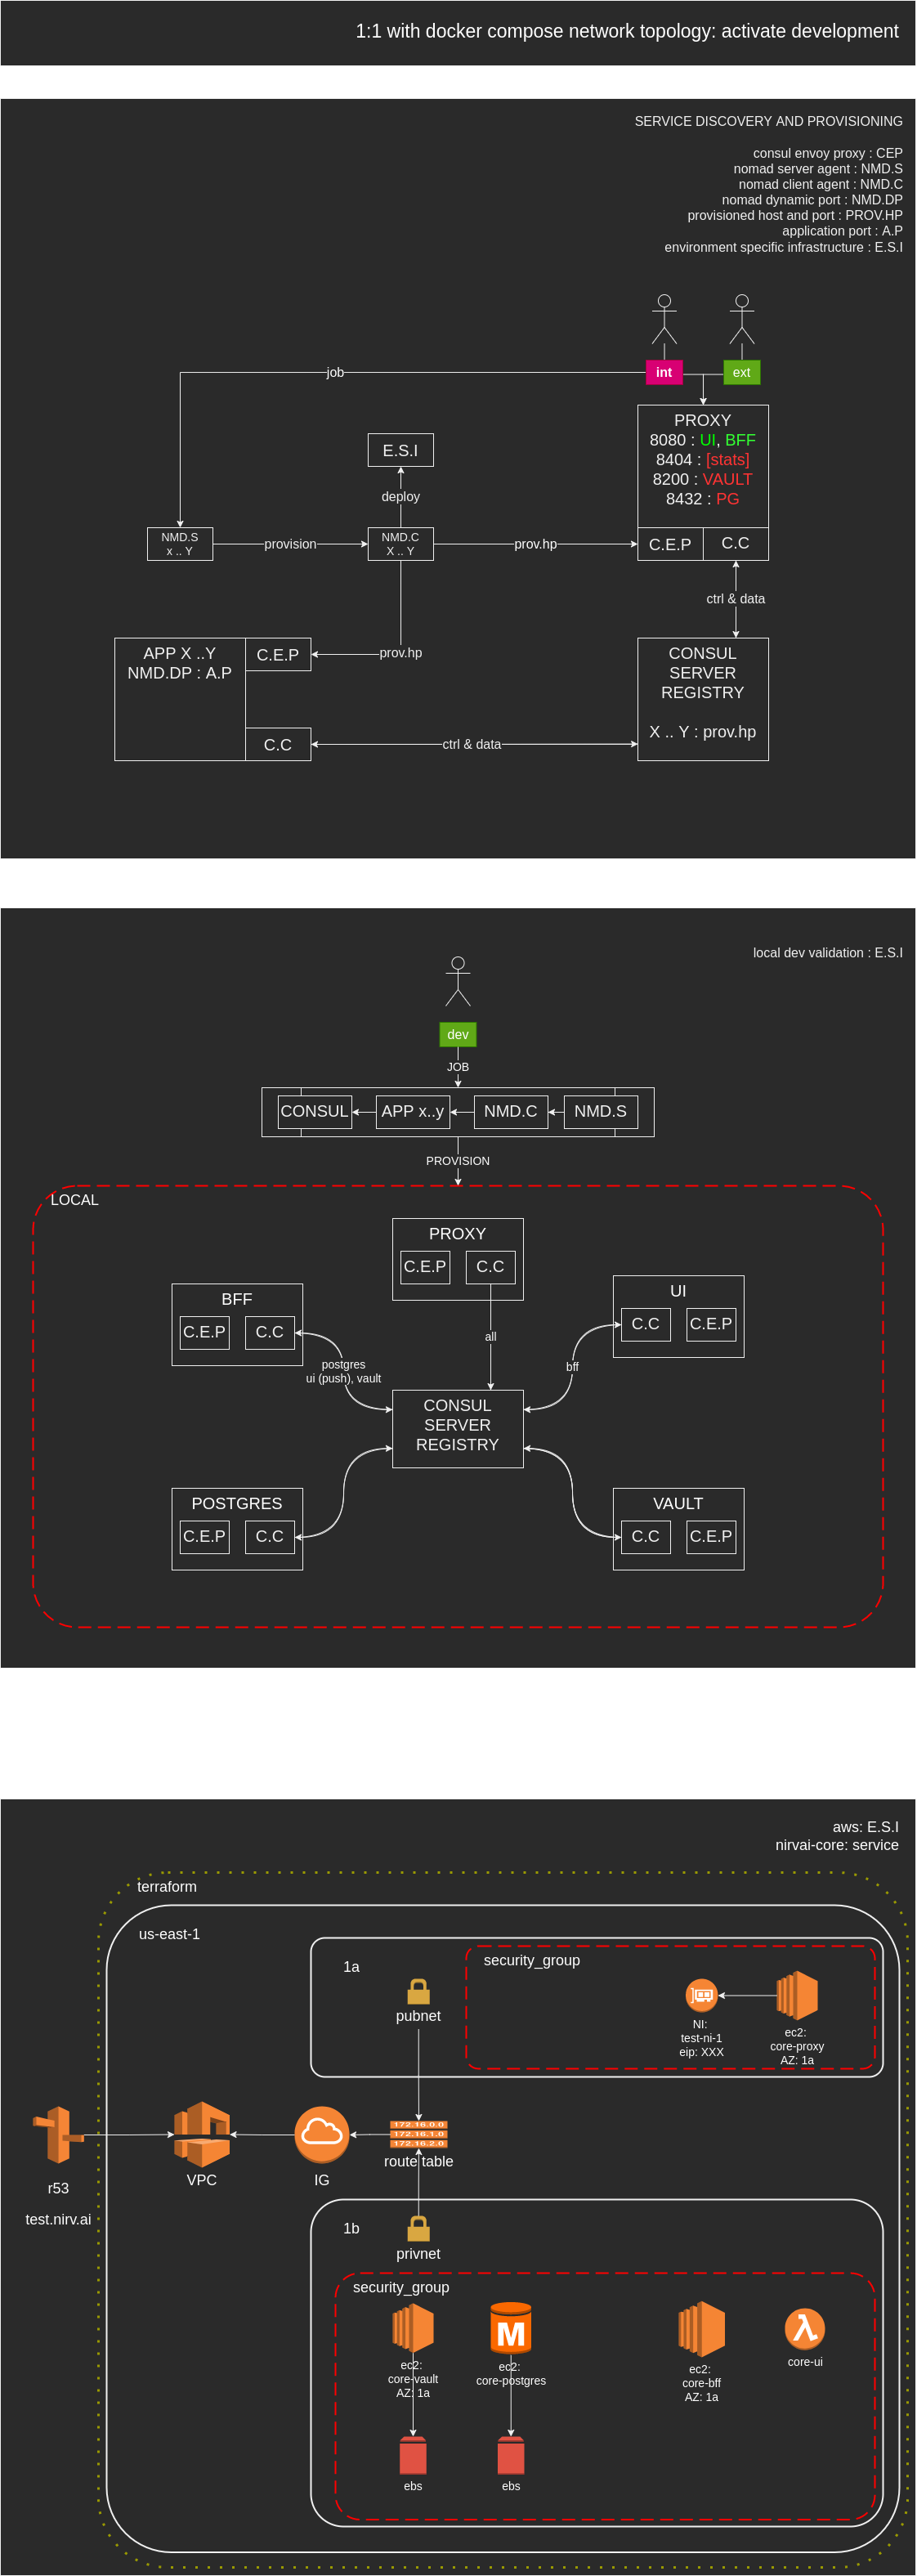 1:1 with docker compose network topology: activate development
SERVICE DISCOVERY AND PROVISIONING
consul envoy proxy : CEP
nomad server agent : NMD.S
nomad client agent : NMD.C
nomad dynamic port : NMD.DP
provisioned host and port : PROV.HP
application port : A.P
environment specific infrastructure : E.S.I
int
ext
job
PROXY
8080 : UI, BFF
8404 : [stats]
8200 : VAULT
8432 : PG
E.S.I
deploy
NMD.S
x .. Y
provision
NMD.C
X .. Y
prov.hp
C.E.P
C.C
ctrl & data
APP X ..Y
NMD.DP : A.P
C.E.P
prov.hp
CONSUL
SERVER
REGISTRY
X .. Y : prov.hp
C.C
ctrl & data
local dev validation : E.S.I
dev
JOB
CONSUL
APP x..y
NMD.C
NMD.S
PROVISION
LOCAL
PROXY
C.E.P
C.C
BFF
C.E.P
C.C
UI
C.C
C.E.P
all
postgres
ui (push), vault
bff
CONSUL
SERVER
REGISTRY
POSTGRES
C.E.P
C.C
VAULT
C.C
C.E.P
aws: E.S.I
nirvai-core: service
terraform
us-east-1
1a
security_group
pubnet
NI:
test-ni-1
eip: XXX
ec2:
core-proxy
AZ: 1a
172.16.0.0
172.16.1.0
172.16.2.0
route table
r53
test.nirv.ai
VPC
IG
1b
privnet
security_group
ec2:
core-vault
AZ: 1a
M
ec2:
core-postgres
ec2:
core-bff
AZ: 1a
λ
core-ui
ebs
ebs